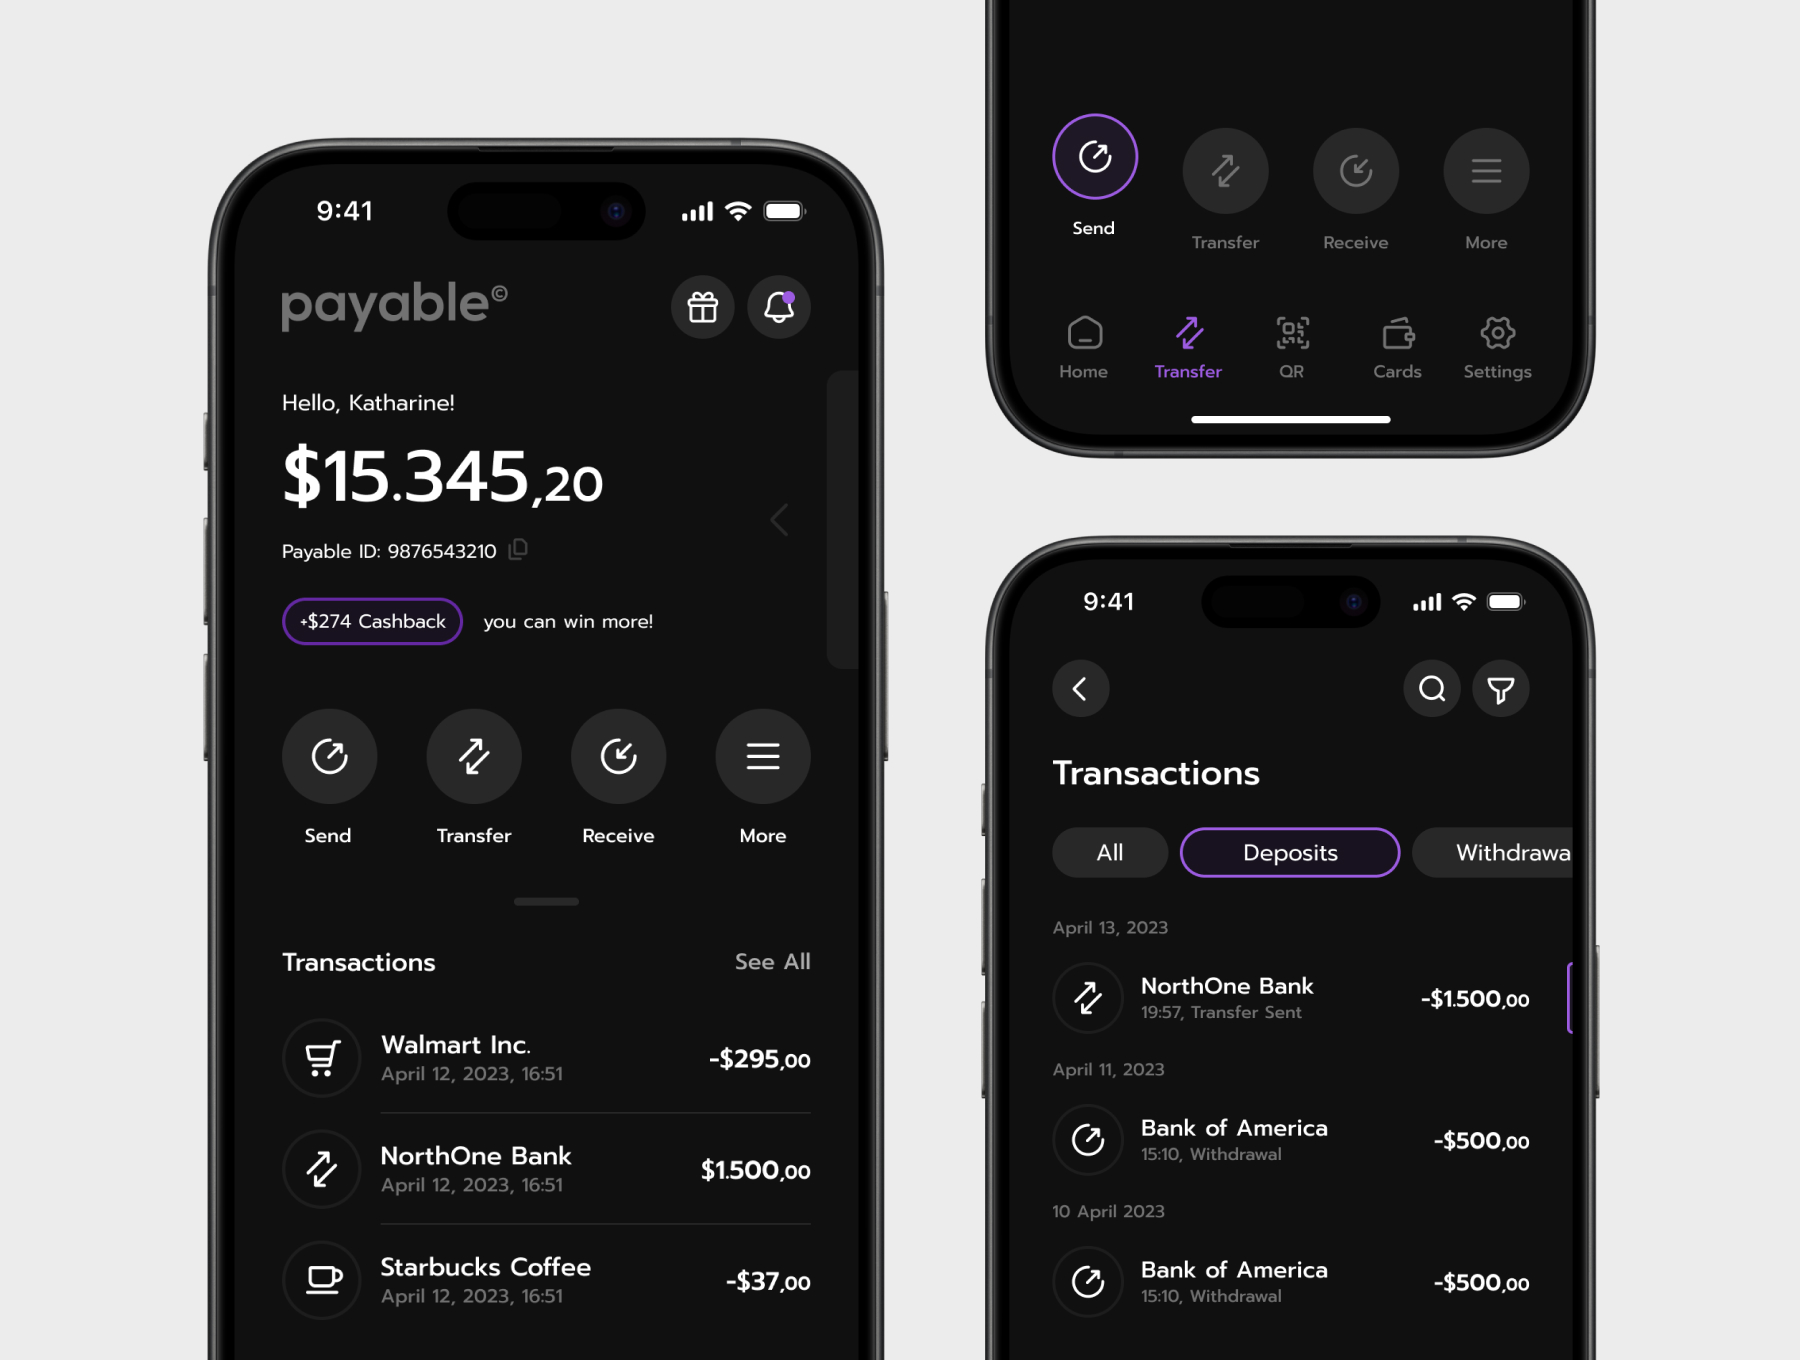 9:41
payable©
Hello, Katharine!
$15.345,20
Payable ID: 9876543210
+$274 Cashback you can win more!
Send Transfer Receive More
Transactions See All
Walmart Inc.
April 12, 2023, 16:51
-$295,00
NorthOne Bank
April 12, 2023, 16:51
$1.500,00
Starbucks Coffee
April 12, 2023, 16:51
-$37,00
Send Transfer Receive More
Home Transfer QR Cards Settings
9:41
Transactions
All Deposits Withdrawa
April 13, 2023
NorthOne Bank
19:57, Transfer Sent
-$1.500,00
April 11, 2023
Bank of America
15:10, Withdrawal
-$500,00
10 April 2023
Bank of America
15:10, Withdrawal
-$500,00